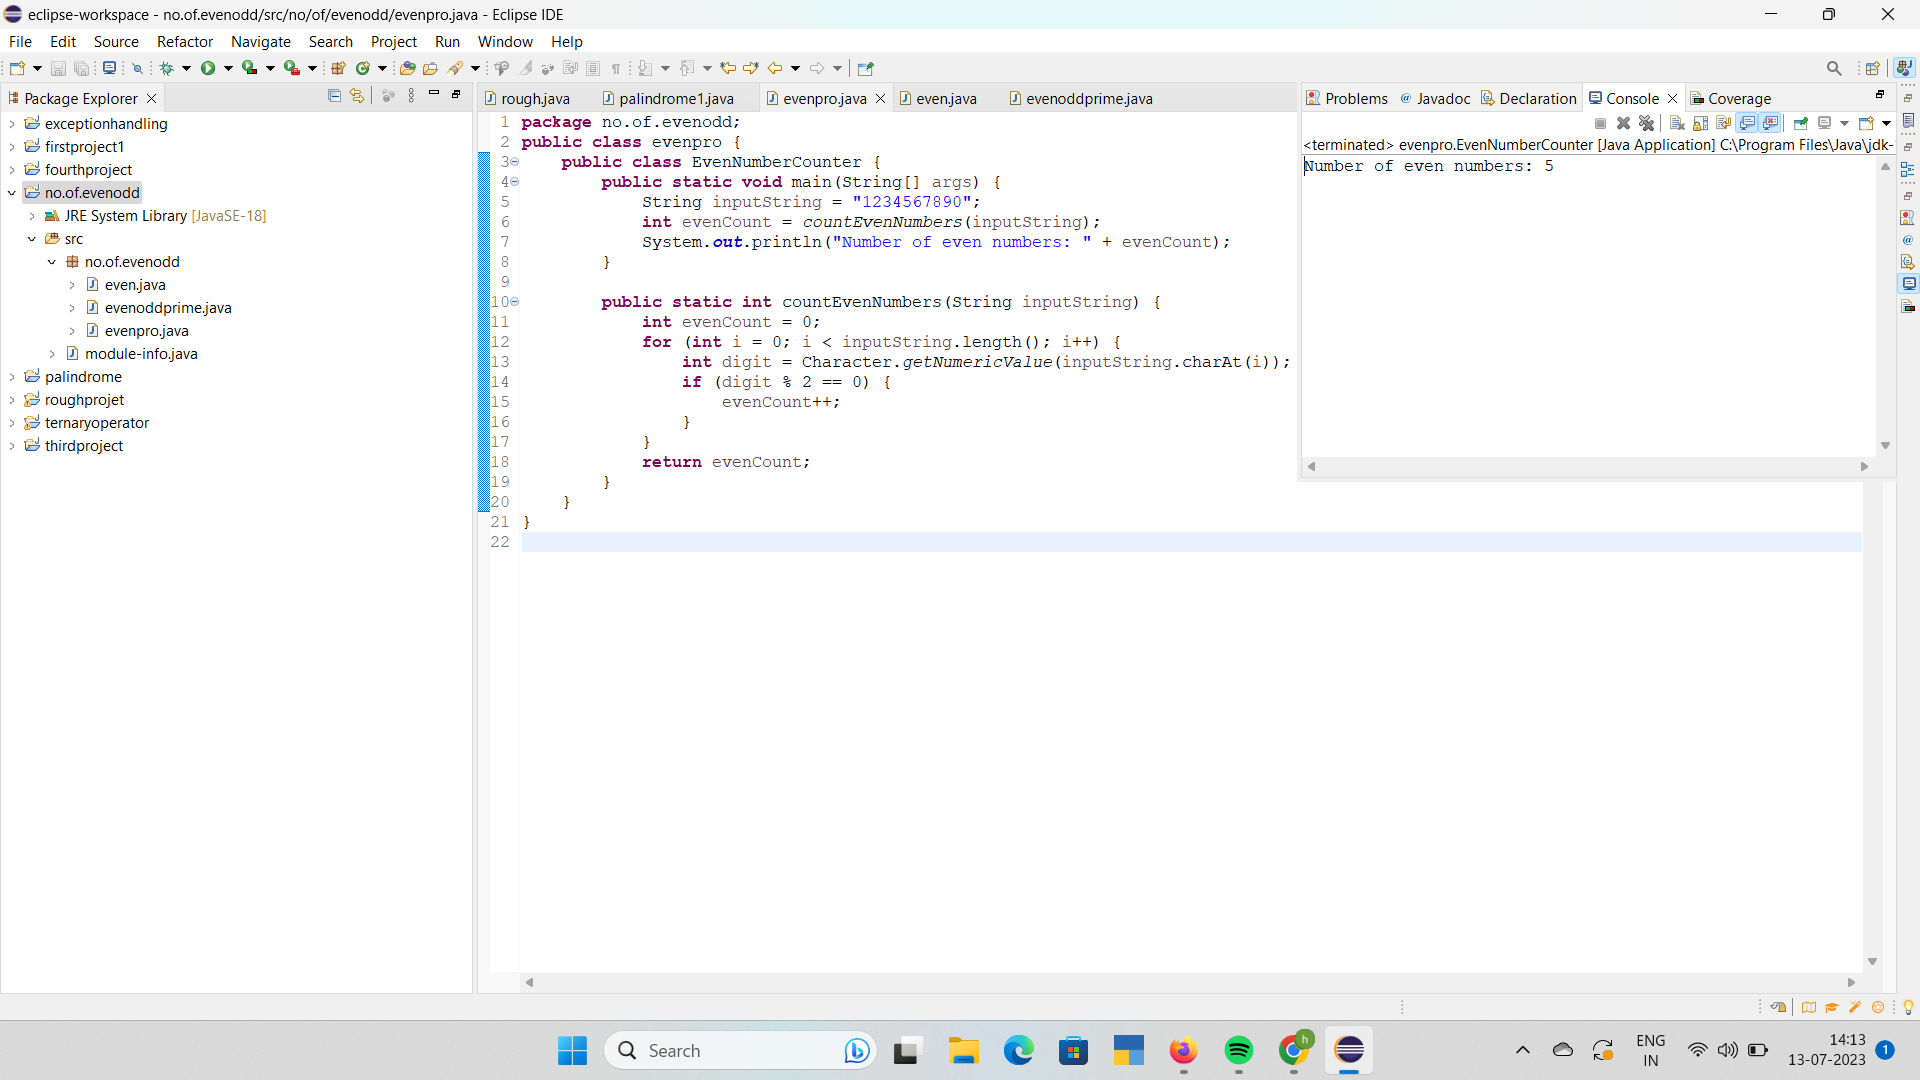 eclipse-workspace - no.of.evenodd/src/no/of/evenodd/evenpro.java - Eclipse IDE
File Edit Source Refactor Navigate Search Project Run Window Help
Package Explorer
exceptionhandling
firstproject1
fourthproject
no.of.evenodd
JRE System Library [JavaSE-18]
src
no.of.evenodd
even.java
evenoddprime.java
evenpro.java
module-info.java
palindrome
roughprojet
ternaryoperator
thirdproject
rough.java palindrome1.java evenpro.java even.java evenoddprime.java
1 package no.of.evenodd;
2 public class evenpro {
3 public class EvenNumberCounter {
4 public static void main(String[] args) {
5 String inputString = "1234567890";
6 int evenCount = countEvenNumbers(inputString);
7 System.out.println("Number of even numbers: " + evenCount);
8 }
9
10 public static int countEvenNumbers(String inputString) {
11 int evenCount = 0;
12 for (int i = 0; i < inputString.length(); i++) {
13 int digit = Character.getNumericValue(inputString.charAt(i));
14 if (digit % 2 == 0) {
15 evenCount++;
16 }
17 }
18 return evenCount;
19 }
20 }
21 }
22
Problems Javadoc Declaration Console Coverage
<terminated> evenpro.EvenNumberCounter [Java Application] C:\Program Files\Java\jdk-
Number of even numbers: 5
Search
h
ENG
IN
14:13
13-07-2023
1